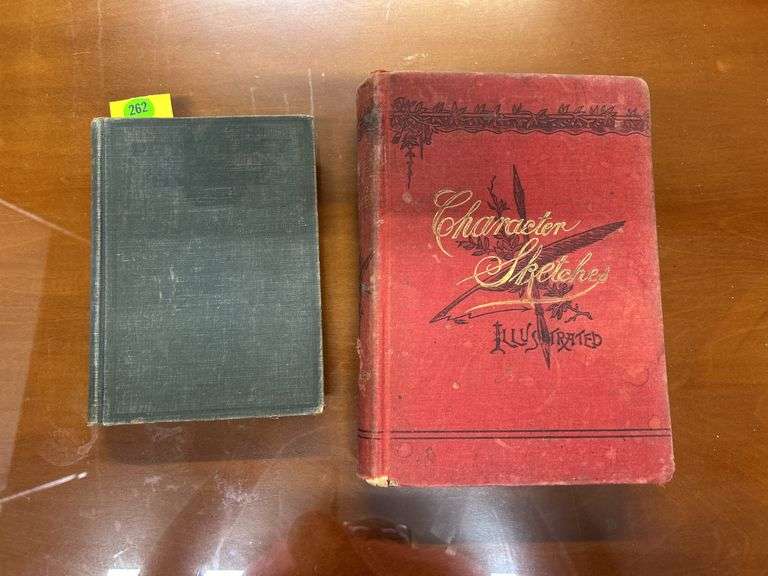 262
Character
Sketches
ILLUSTRATED